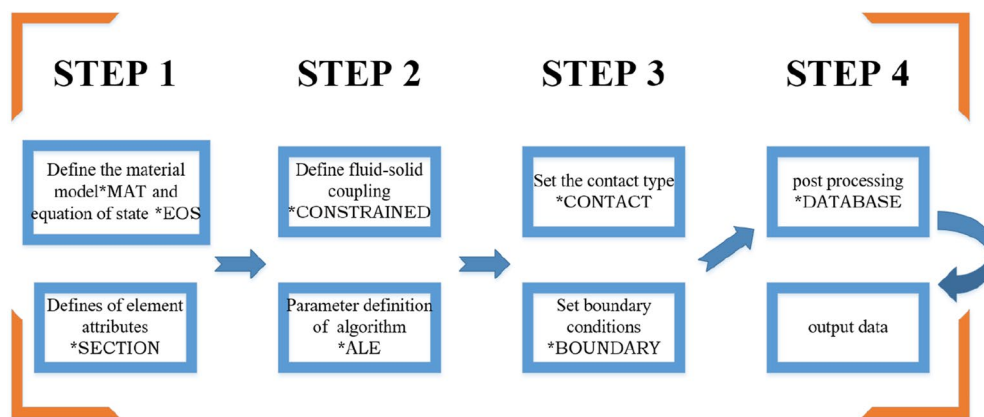 STEP 1
Define the material
model*MAT and
equation of state *EOS
Defines of element
attributes
*SECTION
STEP 2
Define fluid-solid
coupling
*CONSTRAINED
Parameter definition
of algorithm
*ALE
STEP 3
Set the contact type
*CONTACT
Set boundary
conditions
*BOUNDARY
STEP 4
post processing
*DATABASE
output data